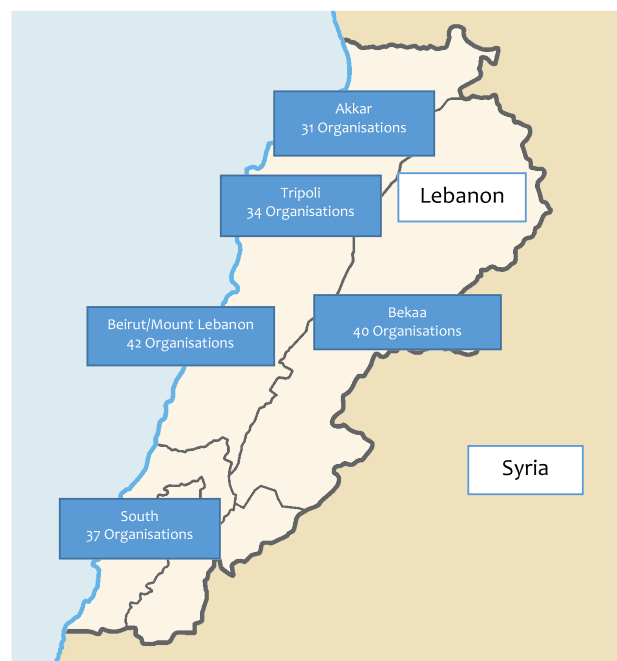 Akkar
31 Organisations
Tripoli
34 Organisations
Lebanon
Beirut/Mount Lebanon
42 Organisations
Bekaa
40 Organisations
Syria
South
37 Organisations